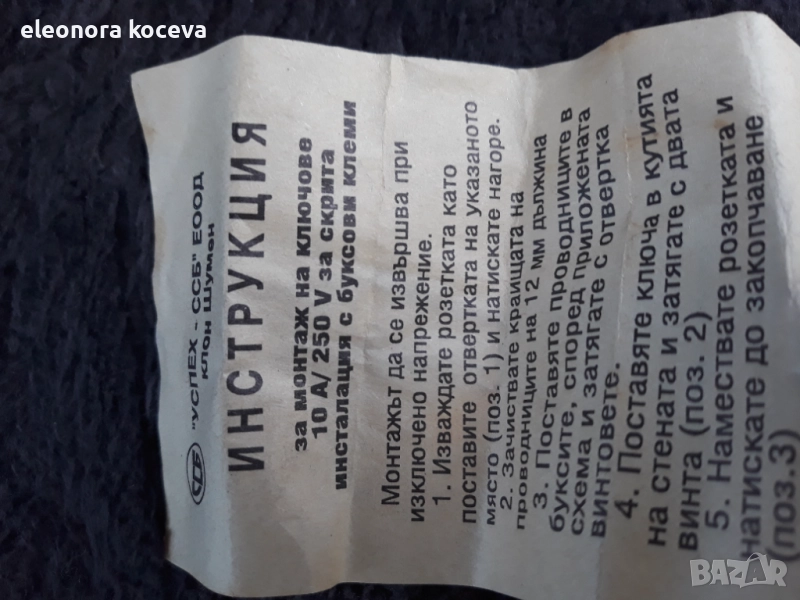 eleonora koceva
"УСПЕХ - ССБ" ЕООД
клон Шумен
ИНСТРУКЦИЯ
за монтаж на ключове
10 А/ 250 V за скрита
инсталация с буксови клеми
Монтажът да се извършва при
изключено напрежение.
1. Изваждате розетката като
поставите отвертката на указаното
място (поз. 1) и натискате нагоре.
2. Зачиствате краищата на
проводниците на 12 мм дължина
3. Поставяте проводниците в
буксите, според приложената
схема и затягате с отвертка
винтовете.
4. Поставяте ключа в кутията
на стената и затягате с двата
винта (поз. 2)
5. Намествате розетката и
натискате до закопчаване
(поз.3)
BAZAR